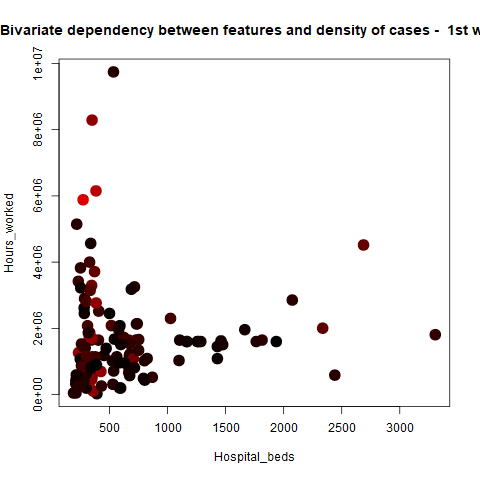 Bivariate dependency between features and density of cases - 1st w
1e+07
8e+06
6e+06
4e+06
2e+06
0e+00
Hours_worked
500
1000
1500
2000
2500
3000
Hospital_beds